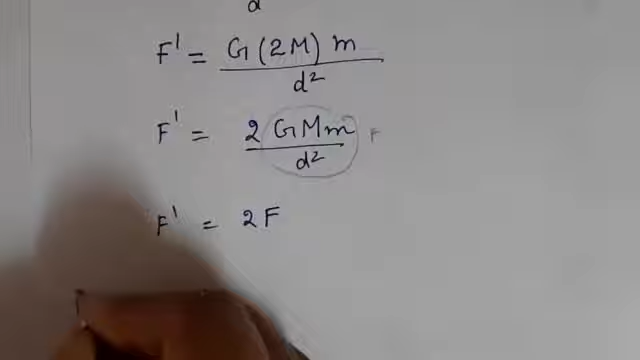 d
F' = G(2M) m / d²
F' = 2 GMm / d² F
F' = 2F